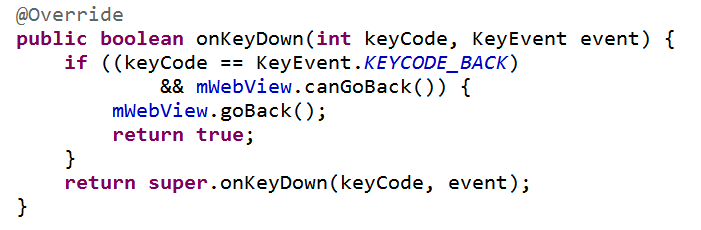 @Override
public boolean onKeyDown(int keyCode, KeyEvent event) {
    if ((keyCode == KeyEvent.KEYCODE_BACK)
            && mWebView.canGoBack()) {
        mWebView.goBack();
        return true;
    }
    return super.onKeyDown(keyCode, event);
}